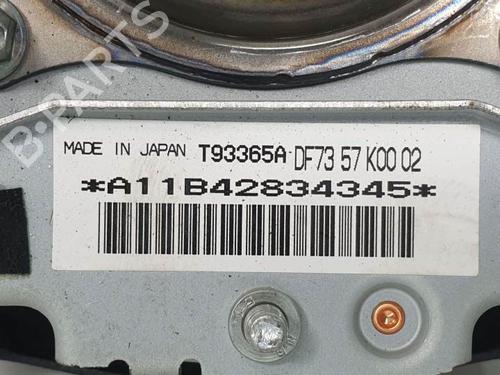 B-PARTS
MADE IN JAPAN T93365A-DF73 57 K00 02
*A11B42834345*